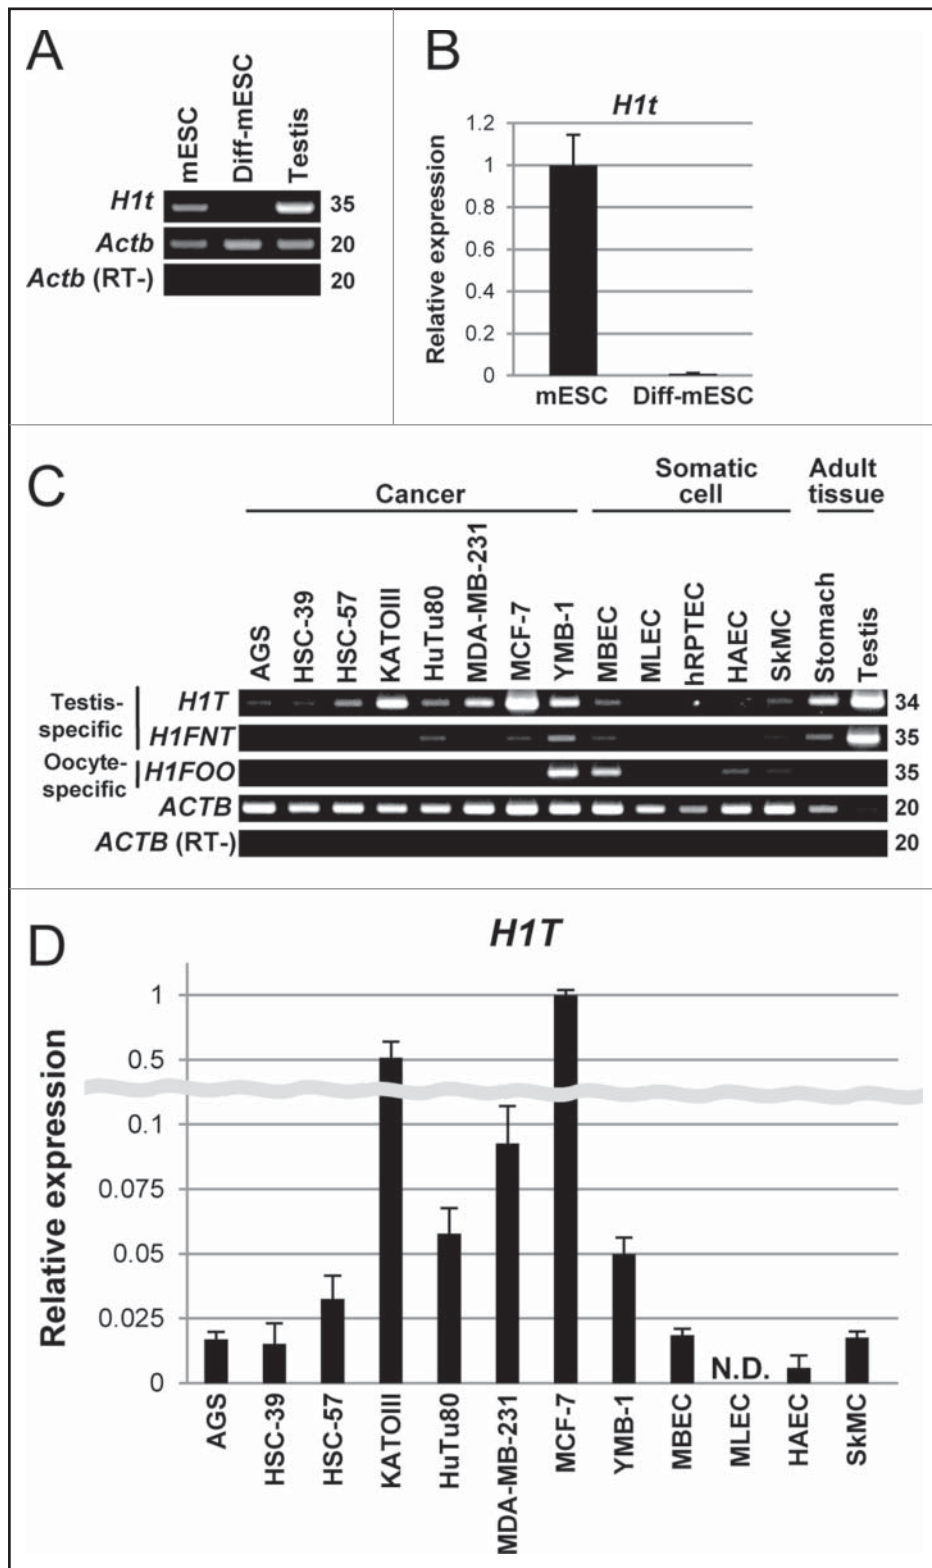 A
mESC
Diff-mESC
Testis
H1t
35
Actb
20
Actb (RT-)
20
B
H1t
Relative expression
1.2
1
0.8
0.6
0.4
0.2
0
mESC
Diff-mESC
C
Cancer
Somatic
cell
Adult
tissue
AGS
HSC-39
HSC-57
KATOIII
HuTu80
MDA-MB-231
MCF-7
YMB-1
MBEC
MLEC
hRPTEC
HAEC
SkMC
Stomach
Testis
Testis-
specific
H1T
34
H1FNT
35
Oocyte-
specific
H1FOO
35
ACTB
20
ACTB (RT-)
20
D
H1T
Relative expression
1
0.5
0.1
0.075
0.05
0.025
0
N.D.
AGS
HSC-39
HSC-57
KATOIII
HuTu80
MDA-MB-231
MCF-7
YMB-1
MBEC
MLEC
HAEC
SkMC